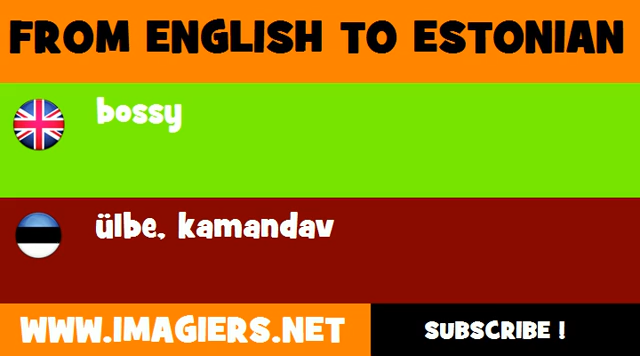 FROM ENGLISH TO ESTONIAN
bossy
ülbe, kamandav
WWW.IMAGIERS.NET
SUBSCRIBE !